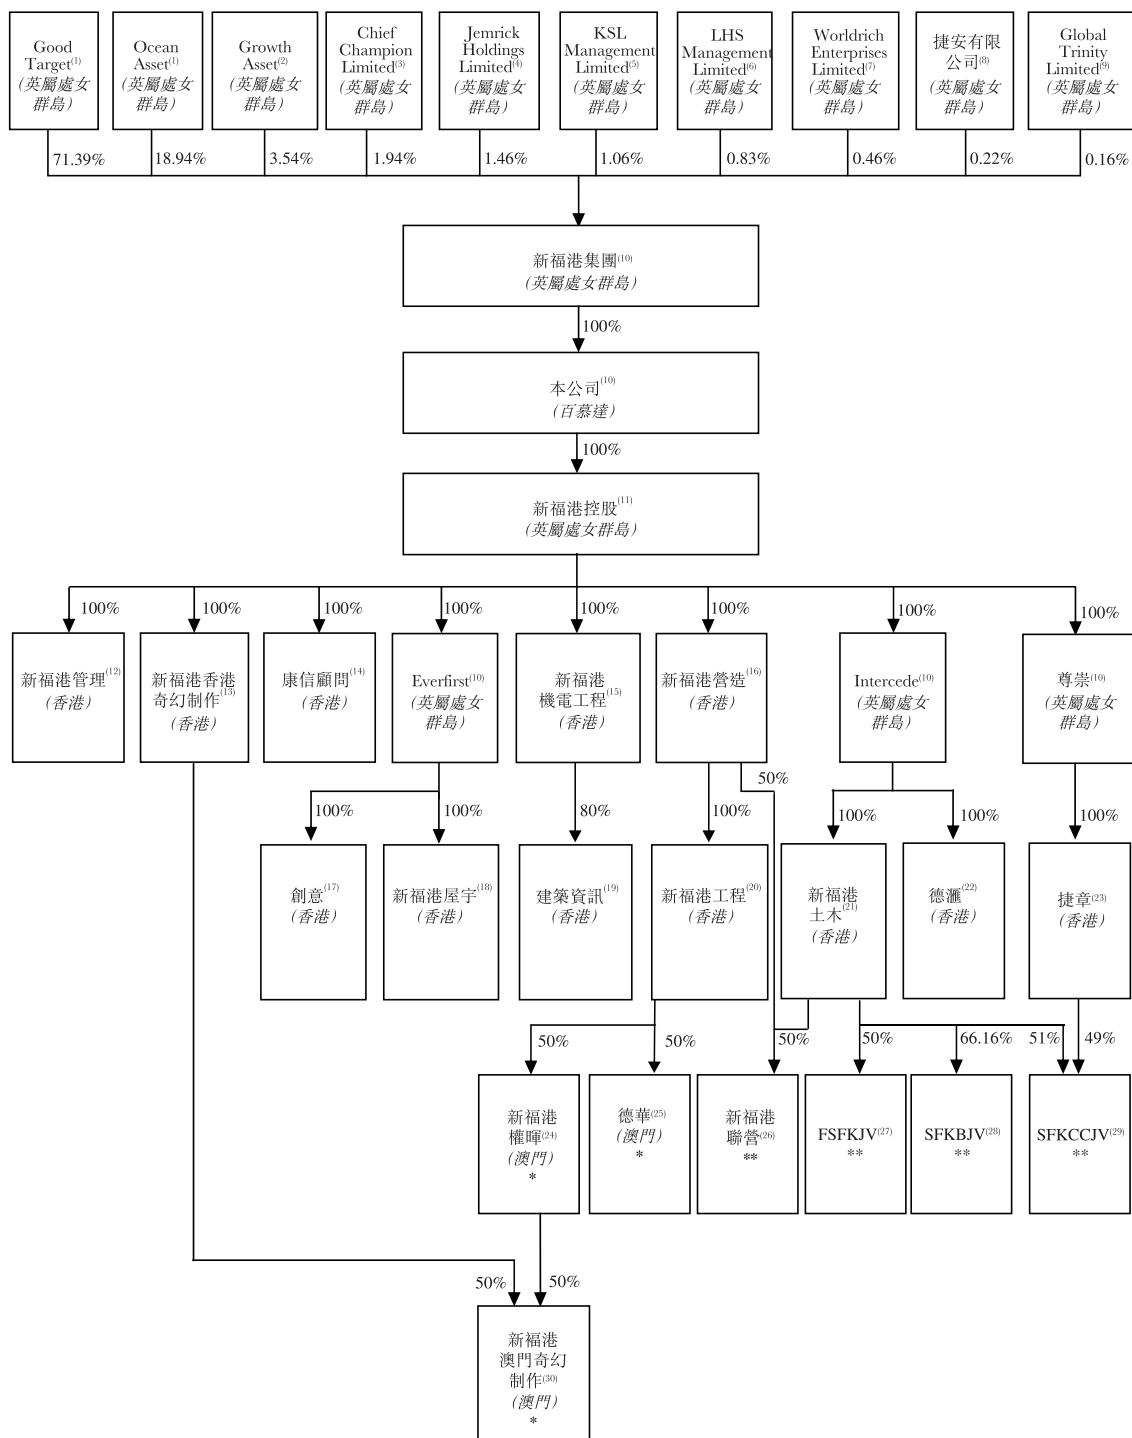 Good
Target(1)
(英屬處女
群島)
Ocean
Asset(1)
(英屬處女
群島)
Growth
Asset(2)
(英屬處女
群島)
Chief
Champion
Limited(3)
(英屬處女
群島)
Jemrick
Holdings
Limited(4)
(英屬處女
群島)
KSL
Management
Limited(5)
(英屬處女
群島)
LHS
Management
Limited(6)
(英屬處女
群島)
Worldrich
Enterprises
Limited(7)
(英屬處女
群島)
捷安有限
公司(8)
(英屬處女
群島)
Global
Trinity
Limited(9)
(英屬處女
群島)
71.39%
18.94%
3.54%
1.94%
1.46%
1.06%
0.83%
0.46%
0.22%
0.16%
新福港集團(10)
(英屬處女群島)
100%
本公司(10)
(百慕達)
100%
新福港控股(11)
(英屬處女群島)
100%
100%
100%
100%
100%
100%
100%
100%
新福港管理(12)
(香港)
新福港香港
奇幻制作(13)
(香港)
康信顧問(14)
(香港)
Everfirst(10)
(英屬處女
群島)
新福港
機電工程(15)
(香港)
新福港營造(16)
(香港)
Intercede(10)
(英屬處女
群島)
尊崇(10)
(英屬處女
群島)
50%
100%
100%
80%
100%
100%
100%
100%
創意(17)
(香港)
新福港屋宇(18)
(香港)
建築資訊(19)
(香港)
新福港工程(20)
(香港)
新福港
土木(21)
(香港)
德滙(22)
(香港)
捷章(23)
(香港)
50%
50%
50%
50%
66.16%
51%
49%
新福港
權暉(24)
(澳門)
*
德華(25)
(澳門)
*
新福港
聯營(26)
**
FSFKJV(27)
**
SFKBJV(28)
**
SFKCCJV(29)
**
50%
50%
新福港
澳門奇幻
制作(30)
(澳門)
*